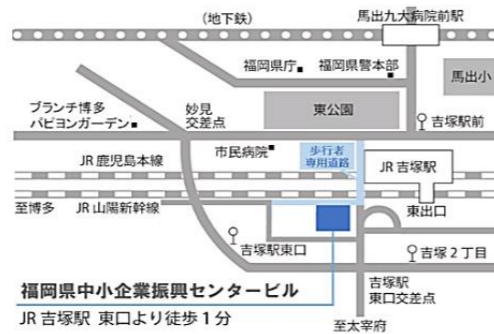 (地下鉄)
馬出九大病院前駅
福岡県庁
福岡県警本部
馬出小
ブランチ博多
パピヨンガーデン
妙見
交差点
東公園
吉塚駅前
市民病院
歩行者
専用道路
JR 吉塚駅
JR 鹿児島本線
至博多
JR 山陽新幹線
東出口
吉塚駅東口
吉塚2丁目
福岡県中小企業振興センタービル
JR 吉塚駅 東口より徒歩1分
吉塚駅
東口交差点
至太宰府